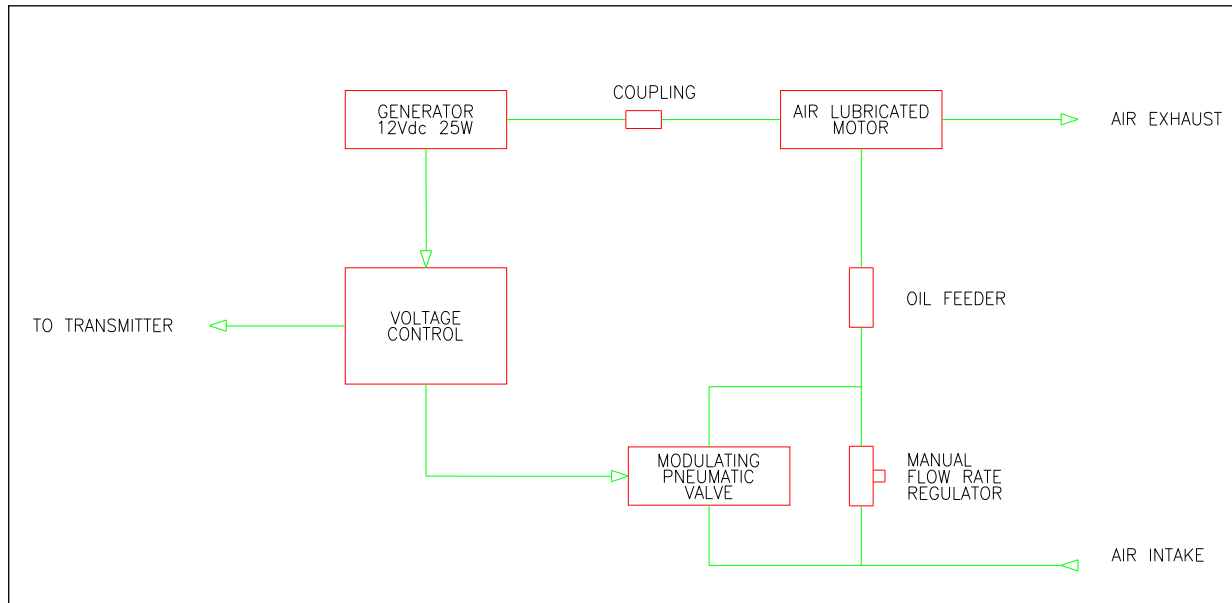 COUPLING
GENERATOR
12Vdc 25W
AIR LUBRICATED
MOTOR
AIR EXHAUST
OIL FEEDER
TO TRANSMITTER
VOLTAGE
CONTROL
MODULATING
PNEUMATIC
VALVE
MANUAL
FLOW RATE
REGULATOR
AIR INTAKE